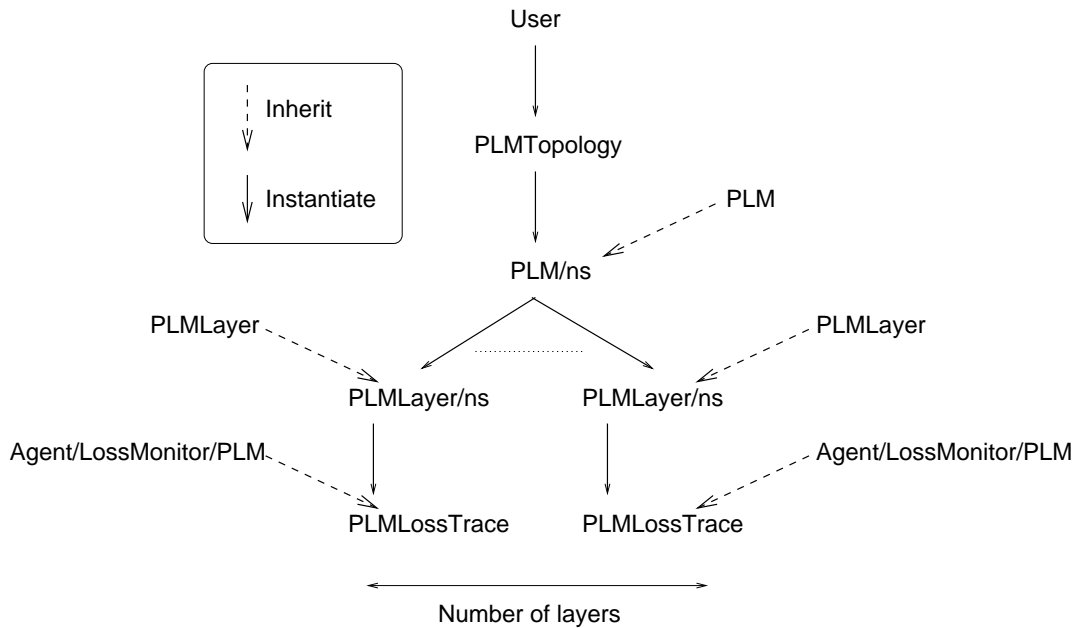 User
Inherit
PLMTopology
Instantiate
PLM
PLM/ns
PLMLayer
PLMLayer
PLMLayer/ns
PLMLayer/ns
Agent/LossMonitor/PLM
Agent/LossMonitor/PLM
PLMLossTrace
PLMLossTrace
Number of layers